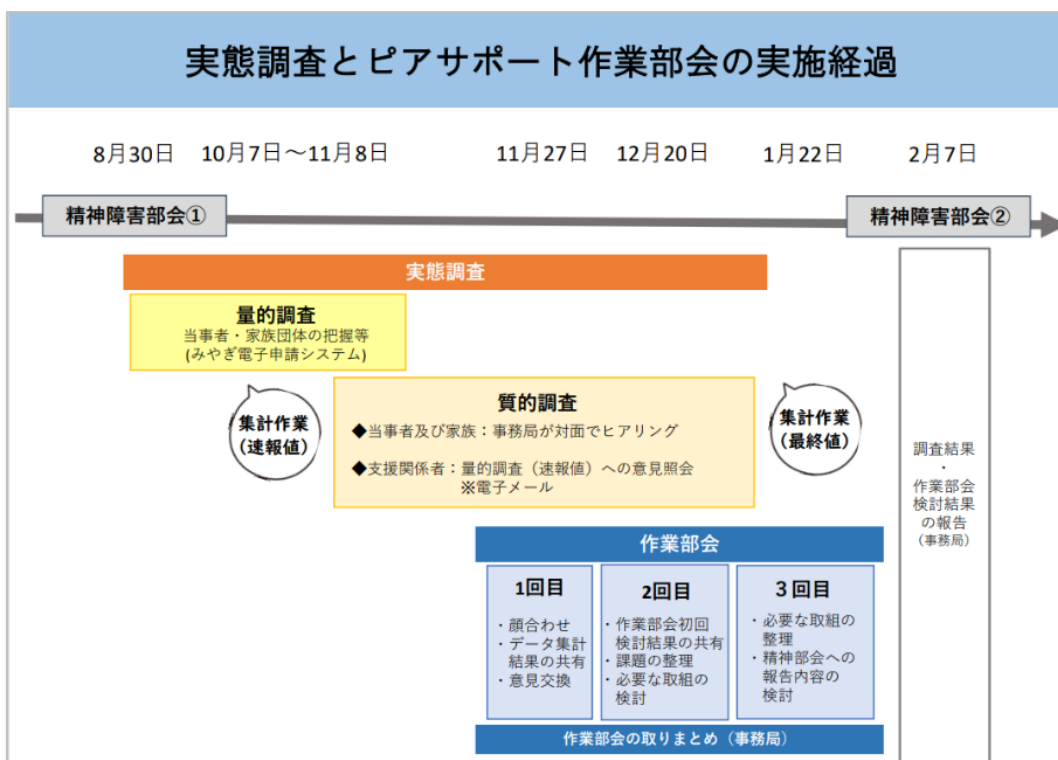 実態調査とピアサポート作業部会の実施経過
8月30日
10月7日～11月8日
11月27日
12月20日
1月22日
2月7日
精神障害部会①
精神障害部会②
実態調査
量的調査
当事者・家族団体の把握等
(みやぎ電子申請システム)
集計作業
(速報値)
質的調査
◆当事者及び家族：事務局が対面でヒアリング
◆支援関係者：量的調査（速報値）への意見照会
※電子メール
集計作業
(最終値)
作業部会
1回目
・顔合わせ
・データ集計
結果の共有
・意見交換
2回目
・作業部会初回
検討結果の共有
・課題の整理
・必要な取組の
検討
３回目
・必要な取組の
整理
・精神部会への
報告内容の
検討
作業部会の取りまとめ（事務局）
調査結果
・
作業部会
検討結果
の報告
（事務局）